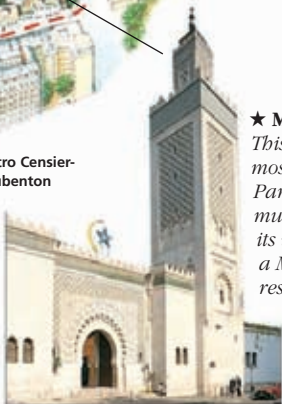 tro Censier-
ubenton
★ M
This
mos
Par
mu
its
a M
res